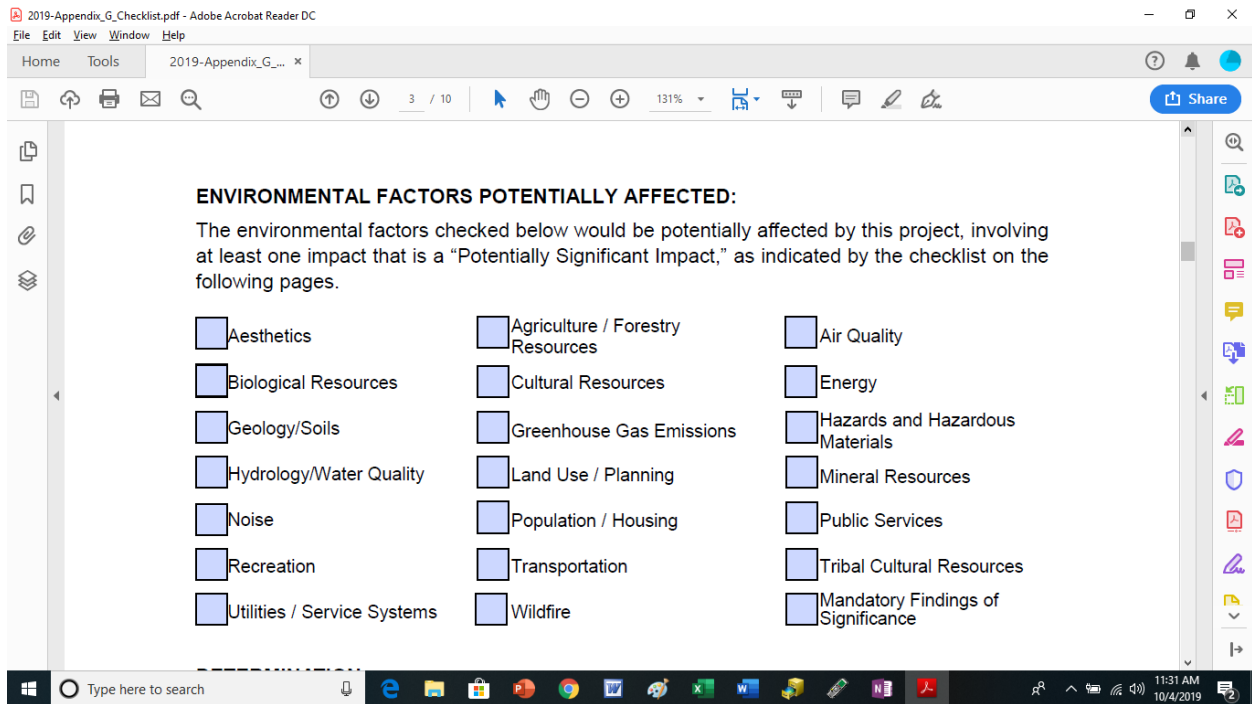 2019-Appendix_G_Checklist.pdf - Adobe Acrobat Reader DC
File Edit View Window Help
Home Tools 2019-Appendix_G_... ×
3 / 10 131% Share
ENVIRONMENTAL FACTORS POTENTIALLY AFFECTED:
The environmental factors checked below would be potentially affected by this project, involving
at least one impact that is a “Potentially Significant Impact,” as indicated by the checklist on the
following pages.
Aesthetics
Agriculture / Forestry
Resources
Air Quality
Biological Resources
Cultural Resources
Energy
Geology/Soils
Greenhouse Gas Emissions
Hazards and Hazardous
Materials
Hydrology/Water Quality
Land Use / Planning
Mineral Resources
Noise
Population / Housing
Public Services
Recreation
Transportation
Tribal Cultural Resources
Utilities / Service Systems
Wildfire
Mandatory Findings of
Significance
Type here to search
11:31 AM
10/4/2019
2